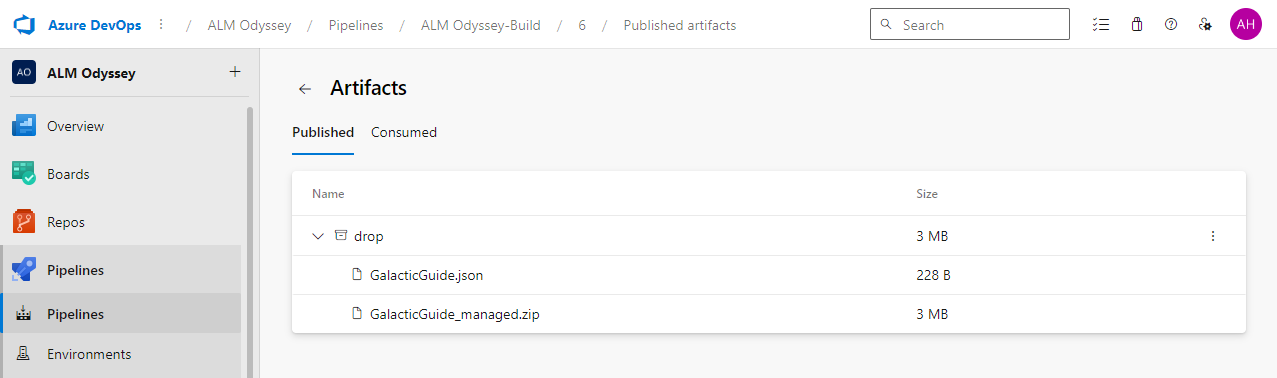 Azure DevOps / ALM Odyssey / Pipelines / ALM Odyssey-Build / 6 / Published artifacts Search AH
AO ALM Odyssey +
Overview
Boards
Repos
Pipelines
Pipelines
Environments
Artifacts
Published Consumed
Name Size
drop 3 MB
GalacticGuide.json 228 B
GalacticGuide_managed.zip 3 MB